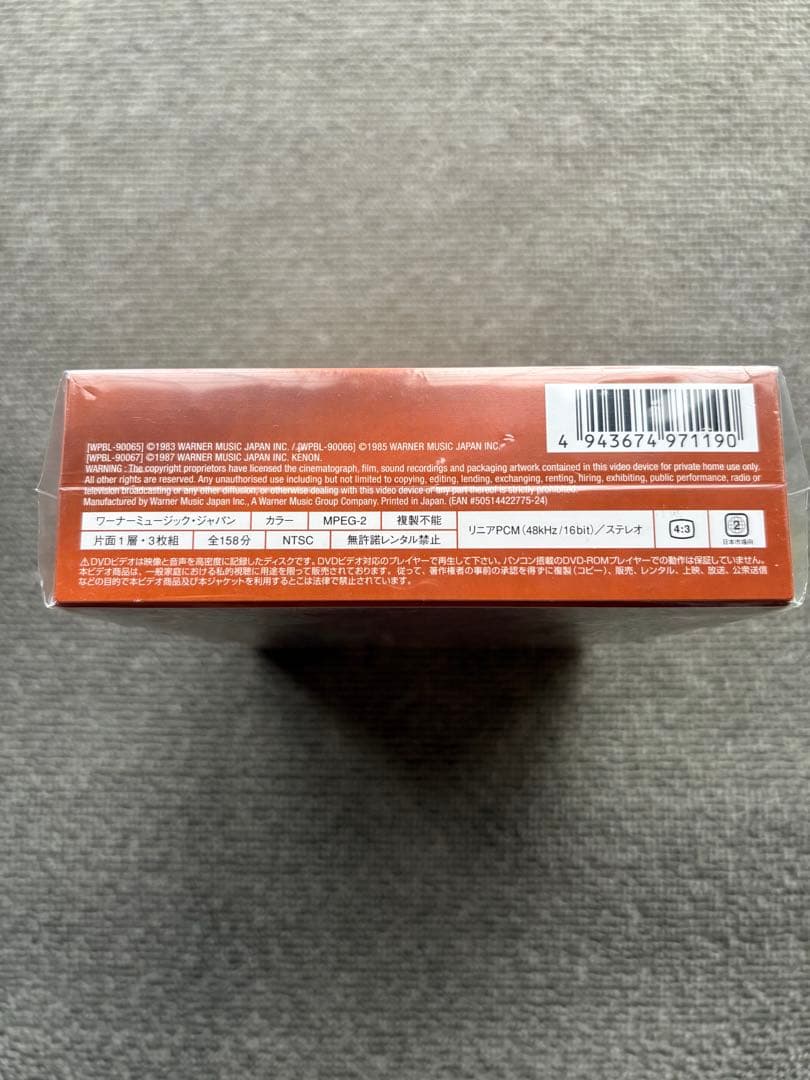 [WPBL-90065] ©1983 WARNER MUSIC JAPAN INC. / [WPBL-90066] ©1985 WARNER MUSIC JAPAN INC.
[WPBL-90067] ©1987 WARNER MUSIC JAPAN INC. KENON.
4 943674 971190
WARNING : The copyright proprietors have licensed the cinematograph, film, sound recordings and packaging artwork contained in this video device for private home use only.
All other rights are reserved. Any unauthorised use including but not limited to copying, editing, lending, exchanging, renting, hiring, exhibiting, public performance, radio or
television broadcasting or any other diffusion, or otherwise dealing with this video device or any part thereof is strictly prohibited.
Manufactured by Warner Music Japan Inc., A Warner Music Group Company. Printed in Japan. (EAN #50514422775-24)
ワーナーミュージック・ジャパン カラー MPEG-2 複製不能
片面1層・3枚組 全158分 NTSC 無許諾レンタル禁止
リニアPCM(48kHz/16bit)/ステレオ
4:3
2
日本市場向
⚠DVDビデオは映像と音声を高密度に記録したディスクです。DVDビデオ対応のプレイヤーで再生して下さい。パソコン搭載のDVD-ROMプレイヤーでの動作は保証していません。
本ビデオ商品は、一般家庭における私的視聴に用途を限って販売されております。従って、著作権者の事前の承認を得ずに複製(コピー)、販売、レンタル、上映、放送、公衆送信
などの目的で本ビデオ商品及び本ジャケットを利用するとこは法律で禁止されています。